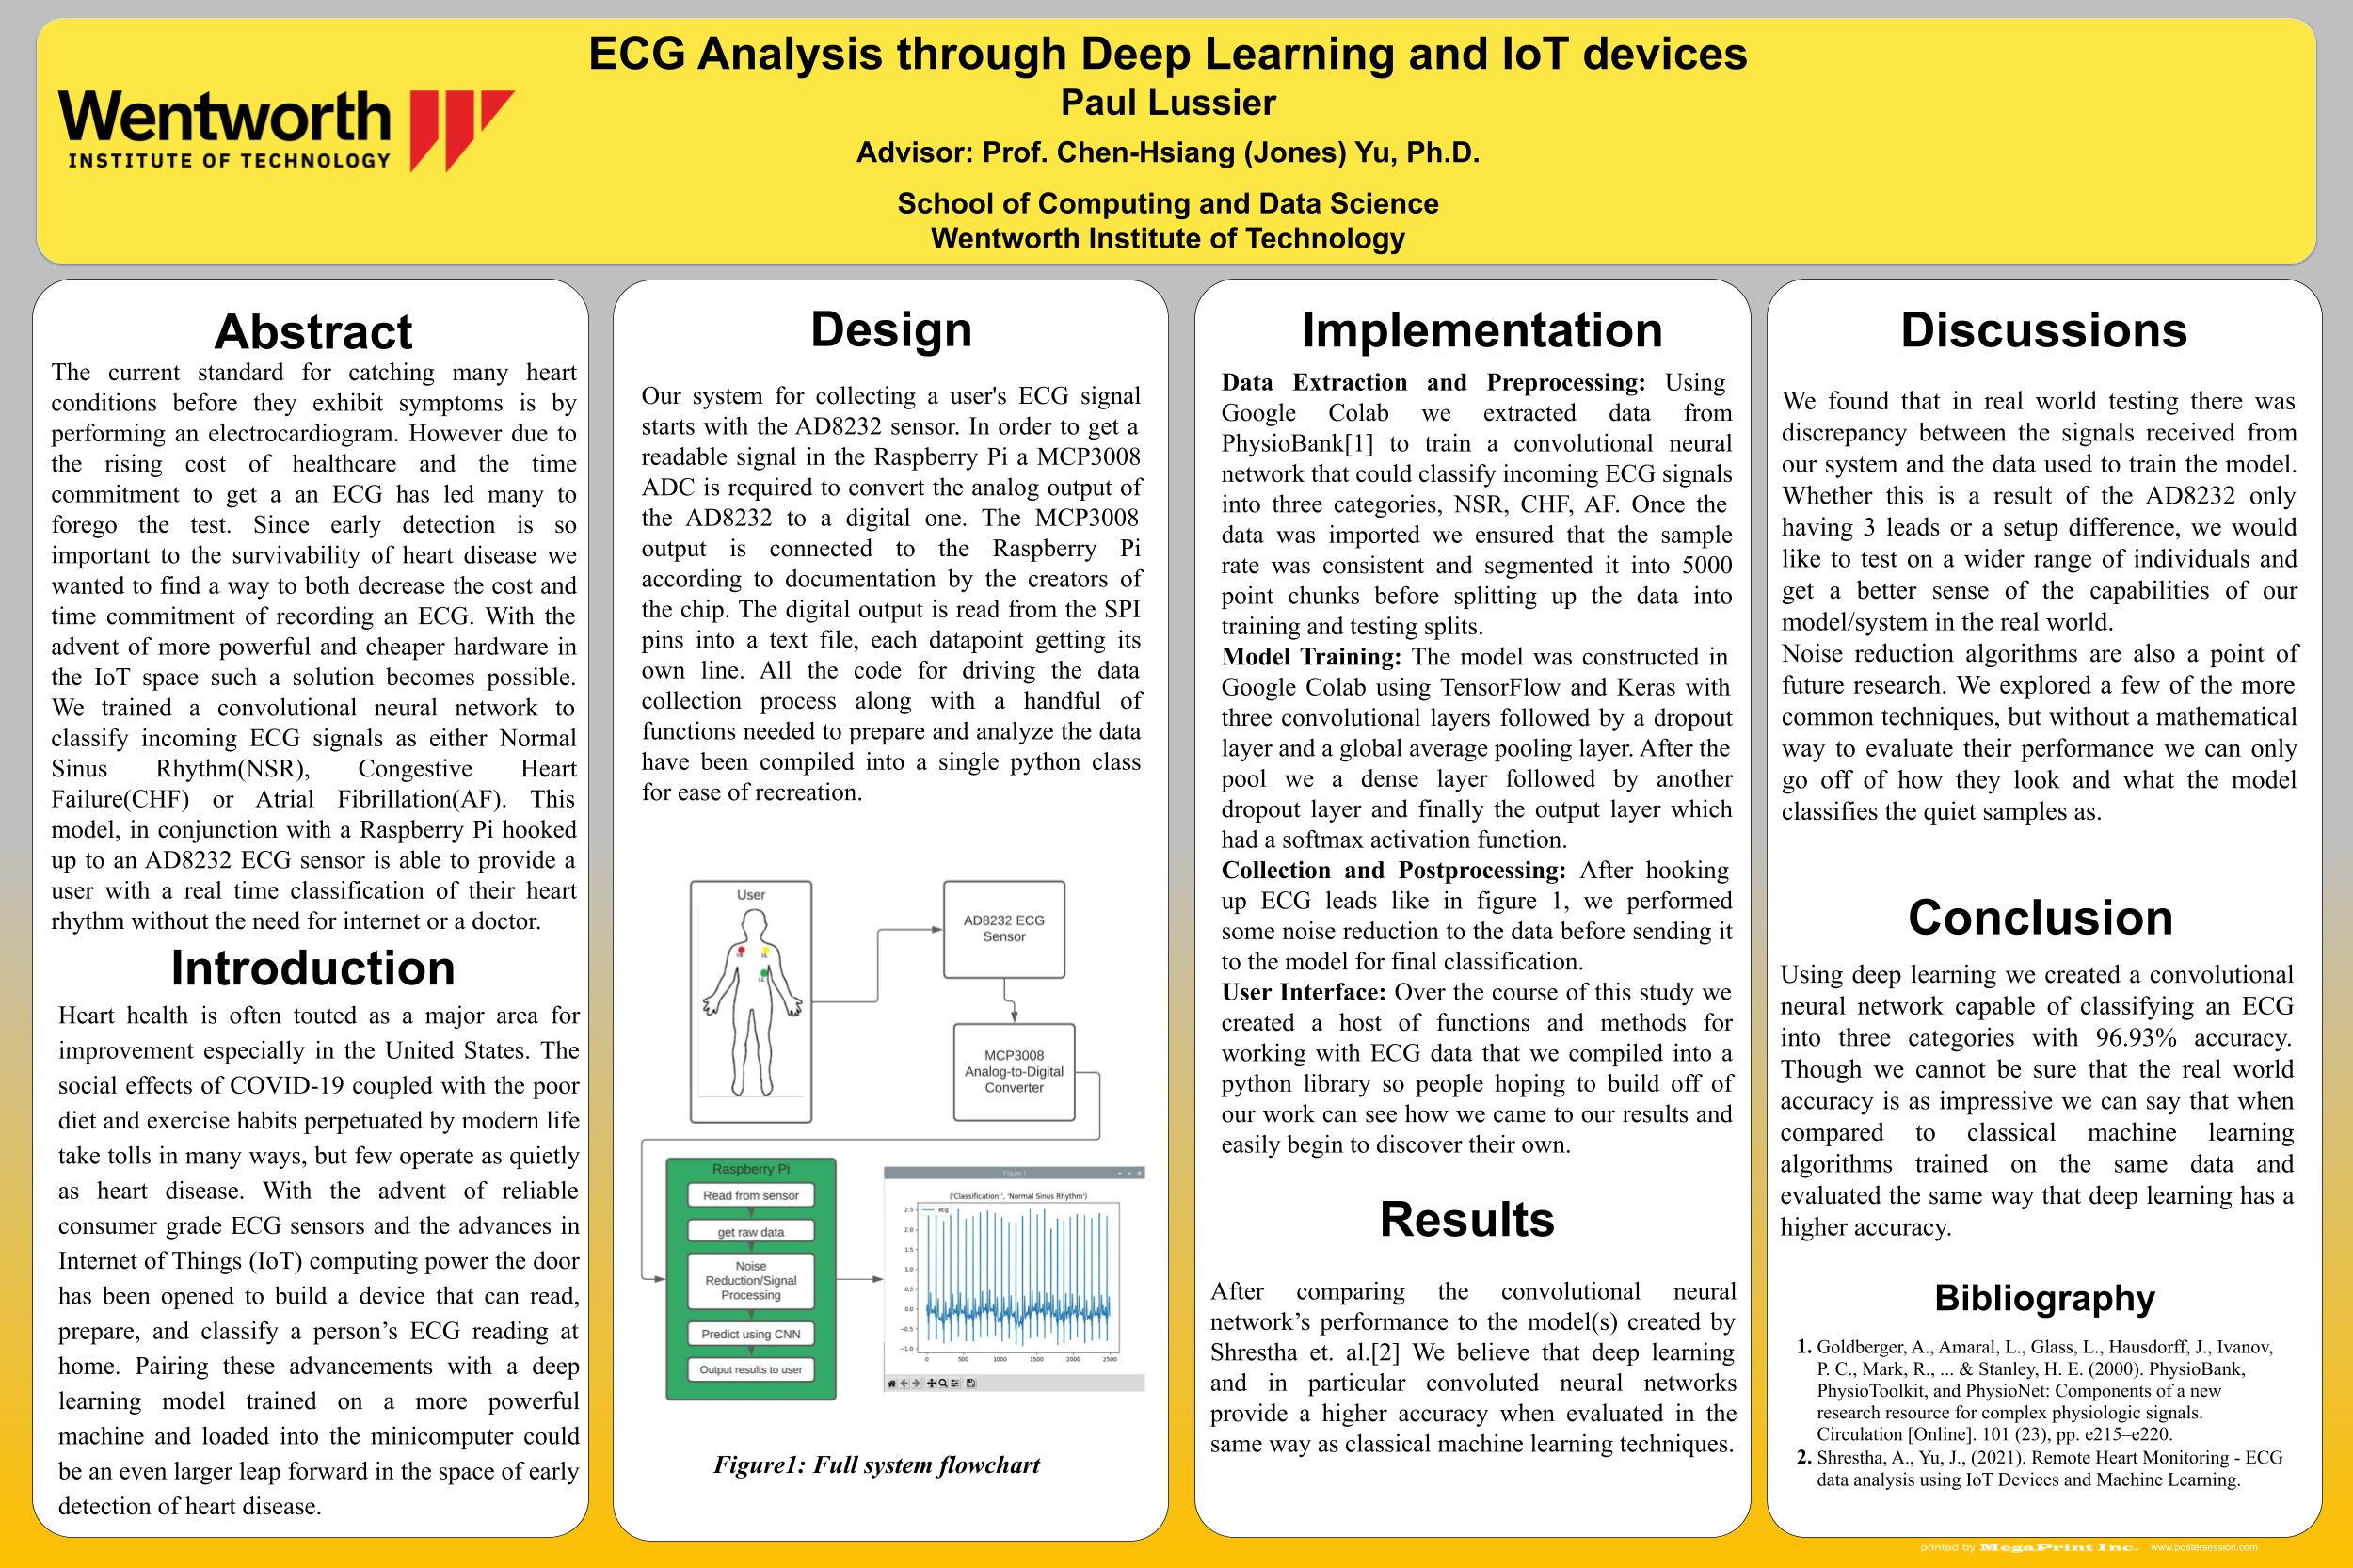 ECG Analysis through Deep Learning and IoT devices
Paul Lussier
Advisor: Prof. Chen-Hsiang (Jones) Yu, Ph.D.
School of Computing and Data Science
Wentworth Institute of Technology
Wentworth
INSTITUTE OF TECHNOLOGY
Abstract
The current standard for catching many heart
conditions before they exhibit symptoms is by
performing an electrocardiogram. However due to
the rising cost of healthcare and the time
commitment to get a an ECG has led many to
forego the test. Since early detection is so
important to the survivability of heart disease we
wanted to find a way to both decrease the cost and
time commitment of recording an ECG. With the
advent of more powerful and cheaper hardware in
the IoT space such a solution becomes possible.
We trained a convolutional neural network to
classify incoming ECG signals as either Normal
Sinus Rhythm(NSR), Congestive Heart
Failure(CHF) or Atrial Fibrillation(AF). This
model, in conjunction with a Raspberry Pi hooked
up to an AD8232 ECG sensor is able to provide a
user with a real time classification of their heart
rhythm without the need for internet or a doctor.
Introduction
Heart health is often touted as a major area for
improvement especially in the United States. The
social effects of COVID-19 coupled with the poor
diet and exercise habits perpetuated by modern life
take tolls in many ways, but few operate as quietly
as heart disease. With the advent of reliable
consumer grade ECG sensors and the advances in
Internet of Things (IoT) computing power the door
has been opened to build a device that can read,
prepare, and classify a person’s ECG reading at
home. Pairing these advancements with a deep
learning model trained on a more powerful
machine and loaded into the minicomputer could
be an even larger leap forward in the space of early
detection of heart disease.
Design
Our system for collecting a user's ECG signal
starts with the AD8232 sensor. In order to get a
readable signal in the Raspberry Pi a MCP3008
ADC is required to convert the analog output of
the AD8232 to a digital one. The MCP3008
output is connected to the Raspberry Pi
according to documentation by the creators of
the chip. The digital output is read from the SPI
pins into a text file, each datapoint getting its
own line. All the code for driving the data
collection process along with a handful of
functions needed to prepare and analyze the data
have been compiled into a single python class
for ease of recreation.
User
AD8232 ECG
Sensor
MCP3008
Analog-to-Digital
Converter
Raspberry Pi
Read from sensor
get raw data
Noise
Reduction/Signal
Processing
Predict using CNN
Output results to user
Figure 1
('Classification:', 'Normal Sinus Rhythm')
ecg
2.5
2.0
1.5
1.0
0.5
0.0
−0.5
−1.0
0 500 1000 1500 2000 2500
Figure1: Full system flowchart
Implementation
Data Extraction and Preprocessing: Using
Google Colab we extracted data from
PhysioBank[1] to train a convolutional neural
network that could classify incoming ECG signals
into three categories, NSR, CHF, AF. Once the
data was imported we ensured that the sample
rate was consistent and segmented it into 5000
point chunks before splitting up the data into
training and testing splits.
Model Training: The model was constructed in
Google Colab using TensorFlow and Keras with
three convolutional layers followed by a dropout
layer and a global average pooling layer. After the
pool we a dense layer followed by another
dropout layer and finally the output layer which
had a softmax activation function.
Collection and Postprocessing: After hooking
up ECG leads like in figure 1, we performed
some noise reduction to the data before sending it
to the model for final classification.
User Interface: Over the course of this study we
created a host of functions and methods for
working with ECG data that we compiled into a
python library so people hoping to build off of
our work can see how we came to our results and
easily begin to discover their own.
Results
After comparing the convolutional neural
network’s performance to the model(s) created by
Shrestha et. al.[2] We believe that deep learning
and in particular convoluted neural networks
provide a higher accuracy when evaluated in the
same way as classical machine learning techniques.
Discussions
We found that in real world testing there was
discrepancy between the signals received from
our system and the data used to train the model.
Whether this is a result of the AD8232 only
having 3 leads or a setup difference, we would
like to test on a wider range of individuals and
get a better sense of the capabilities of our
model/system in the real world.
Noise reduction algorithms are also a point of
future research. We explored a few of the more
common techniques, but without a mathematical
way to evaluate their performance we can only
go off of how they look and what the model
classifies the quiet samples as.
Conclusion
Using deep learning we created a convolutional
neural network capable of classifying an ECG
into three categories with 96.93% accuracy.
Though we cannot be sure that the real world
accuracy is as impressive we can say that when
compared to classical machine learning
algorithms trained on the same data and
evaluated the same way that deep learning has a
higher accuracy.
Bibliography
1. Goldberger, A., Amaral, L., Glass, L., Hausdorff, J., Ivanov,
P. C., Mark, R., ... & Stanley, H. E. (2000). PhysioBank,
PhysioToolkit, and PhysioNet: Components of a new
research resource for complex physiologic signals.
Circulation [Online]. 101 (23), pp. e215–e220.
2. Shrestha, A., Yu, J., (2021). Remote Heart Monitoring - ECG
data analysis using IoT Devices and Machine Learning.
printed by MegaPrint Inc. www.postersession.com